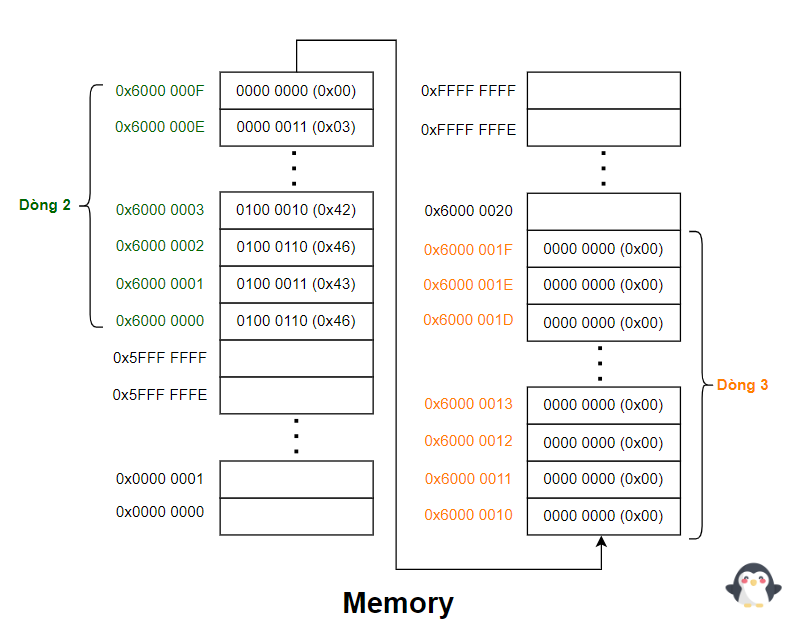 0x6000 000F 0000 0000 (0x00)
0x6000 000E 0000 0011 (0x03)
Dòng 2
0x6000 0003 0100 0010 (0x42)
0x6000 0002 0100 0110 (0x46)
0x6000 0001 0100 0011 (0x43)
0x6000 0000 0100 0110 (0x46)
0x5FFF FFFF
0x5FFF FFFE
0x0000 0001
0x0000 0000
0xFFFF FFFF
0xFFFF FFFE
0x6000 0020
0x6000 001F 0000 0000 (0x00)
0x6000 001E 0000 0000 (0x00)
0x6000 001D 0000 0000 (0x00)
Dòng 3
0x6000 0013 0000 0000 (0x00)
0x6000 0012 0000 0000 (0x00)
0x6000 0011 0000 0000 (0x00)
0x6000 0010 0000 0000 (0x00)
Memory